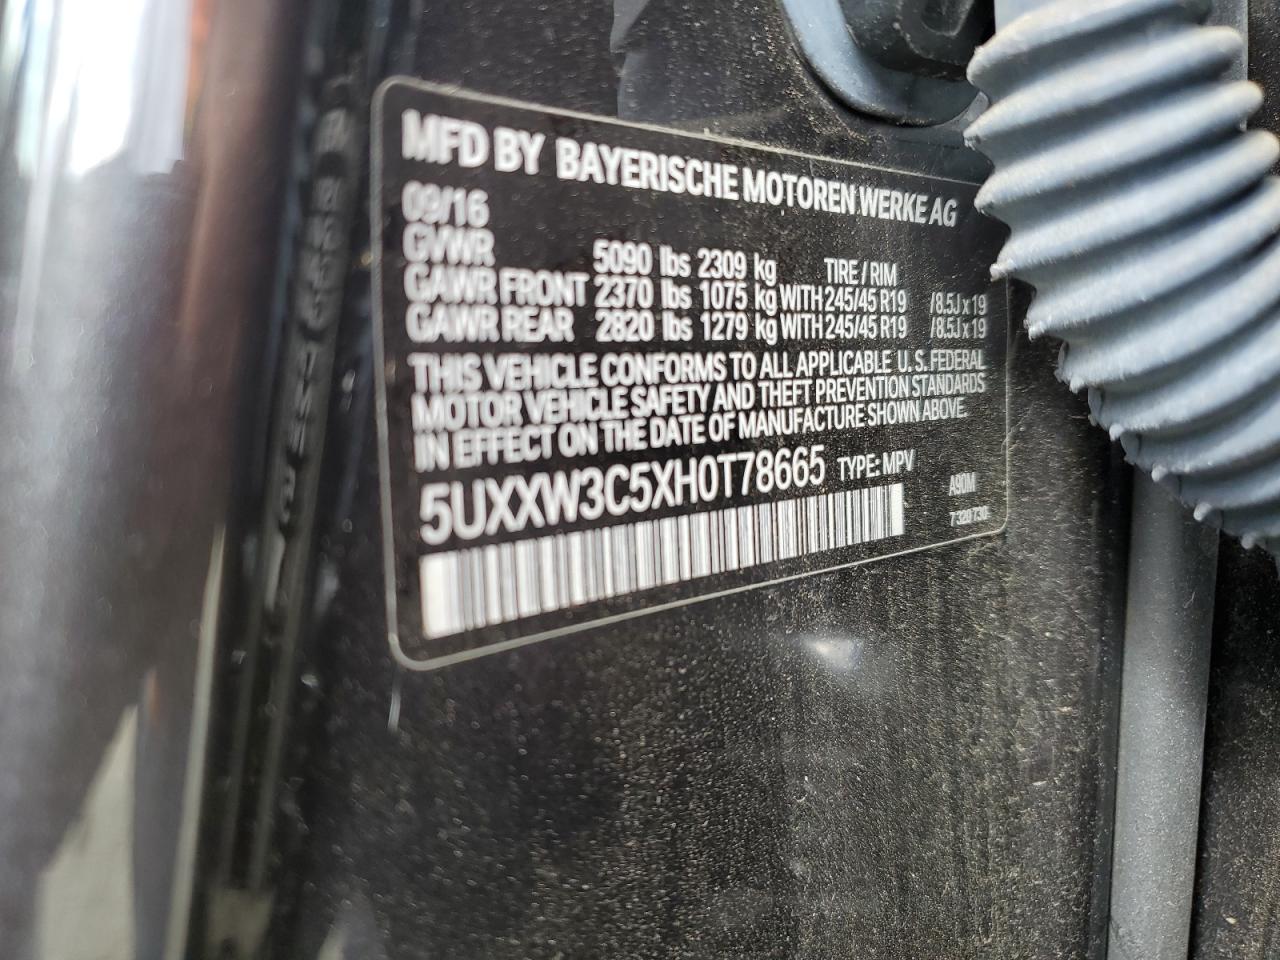 MFD BY BAYERISCHE MOTOREN WERKE AG
09/16
GVWR 5090 lbs 2309 kg TIRE / RIM
GAWR FRONT 2370 lbs 1075 kg WITH 245/45 R19 /8.5J x 19
GAWR REAR 2820 lbs 1279 kg WITH 245/45 R19 /8.5J x 19
THIS VEHICLE CONFORMS TO ALL APPLICABLE U.S. FEDERAL
MOTOR VEHICLE SAFETY AND THEFT PREVENTION STANDARDS
IN EFFECT ON THE DATE OF MANUFACTURE SHOWN ABOVE.
5UXXW3C5XH0T78665 TYPE: MPV
A90M
7 320 730